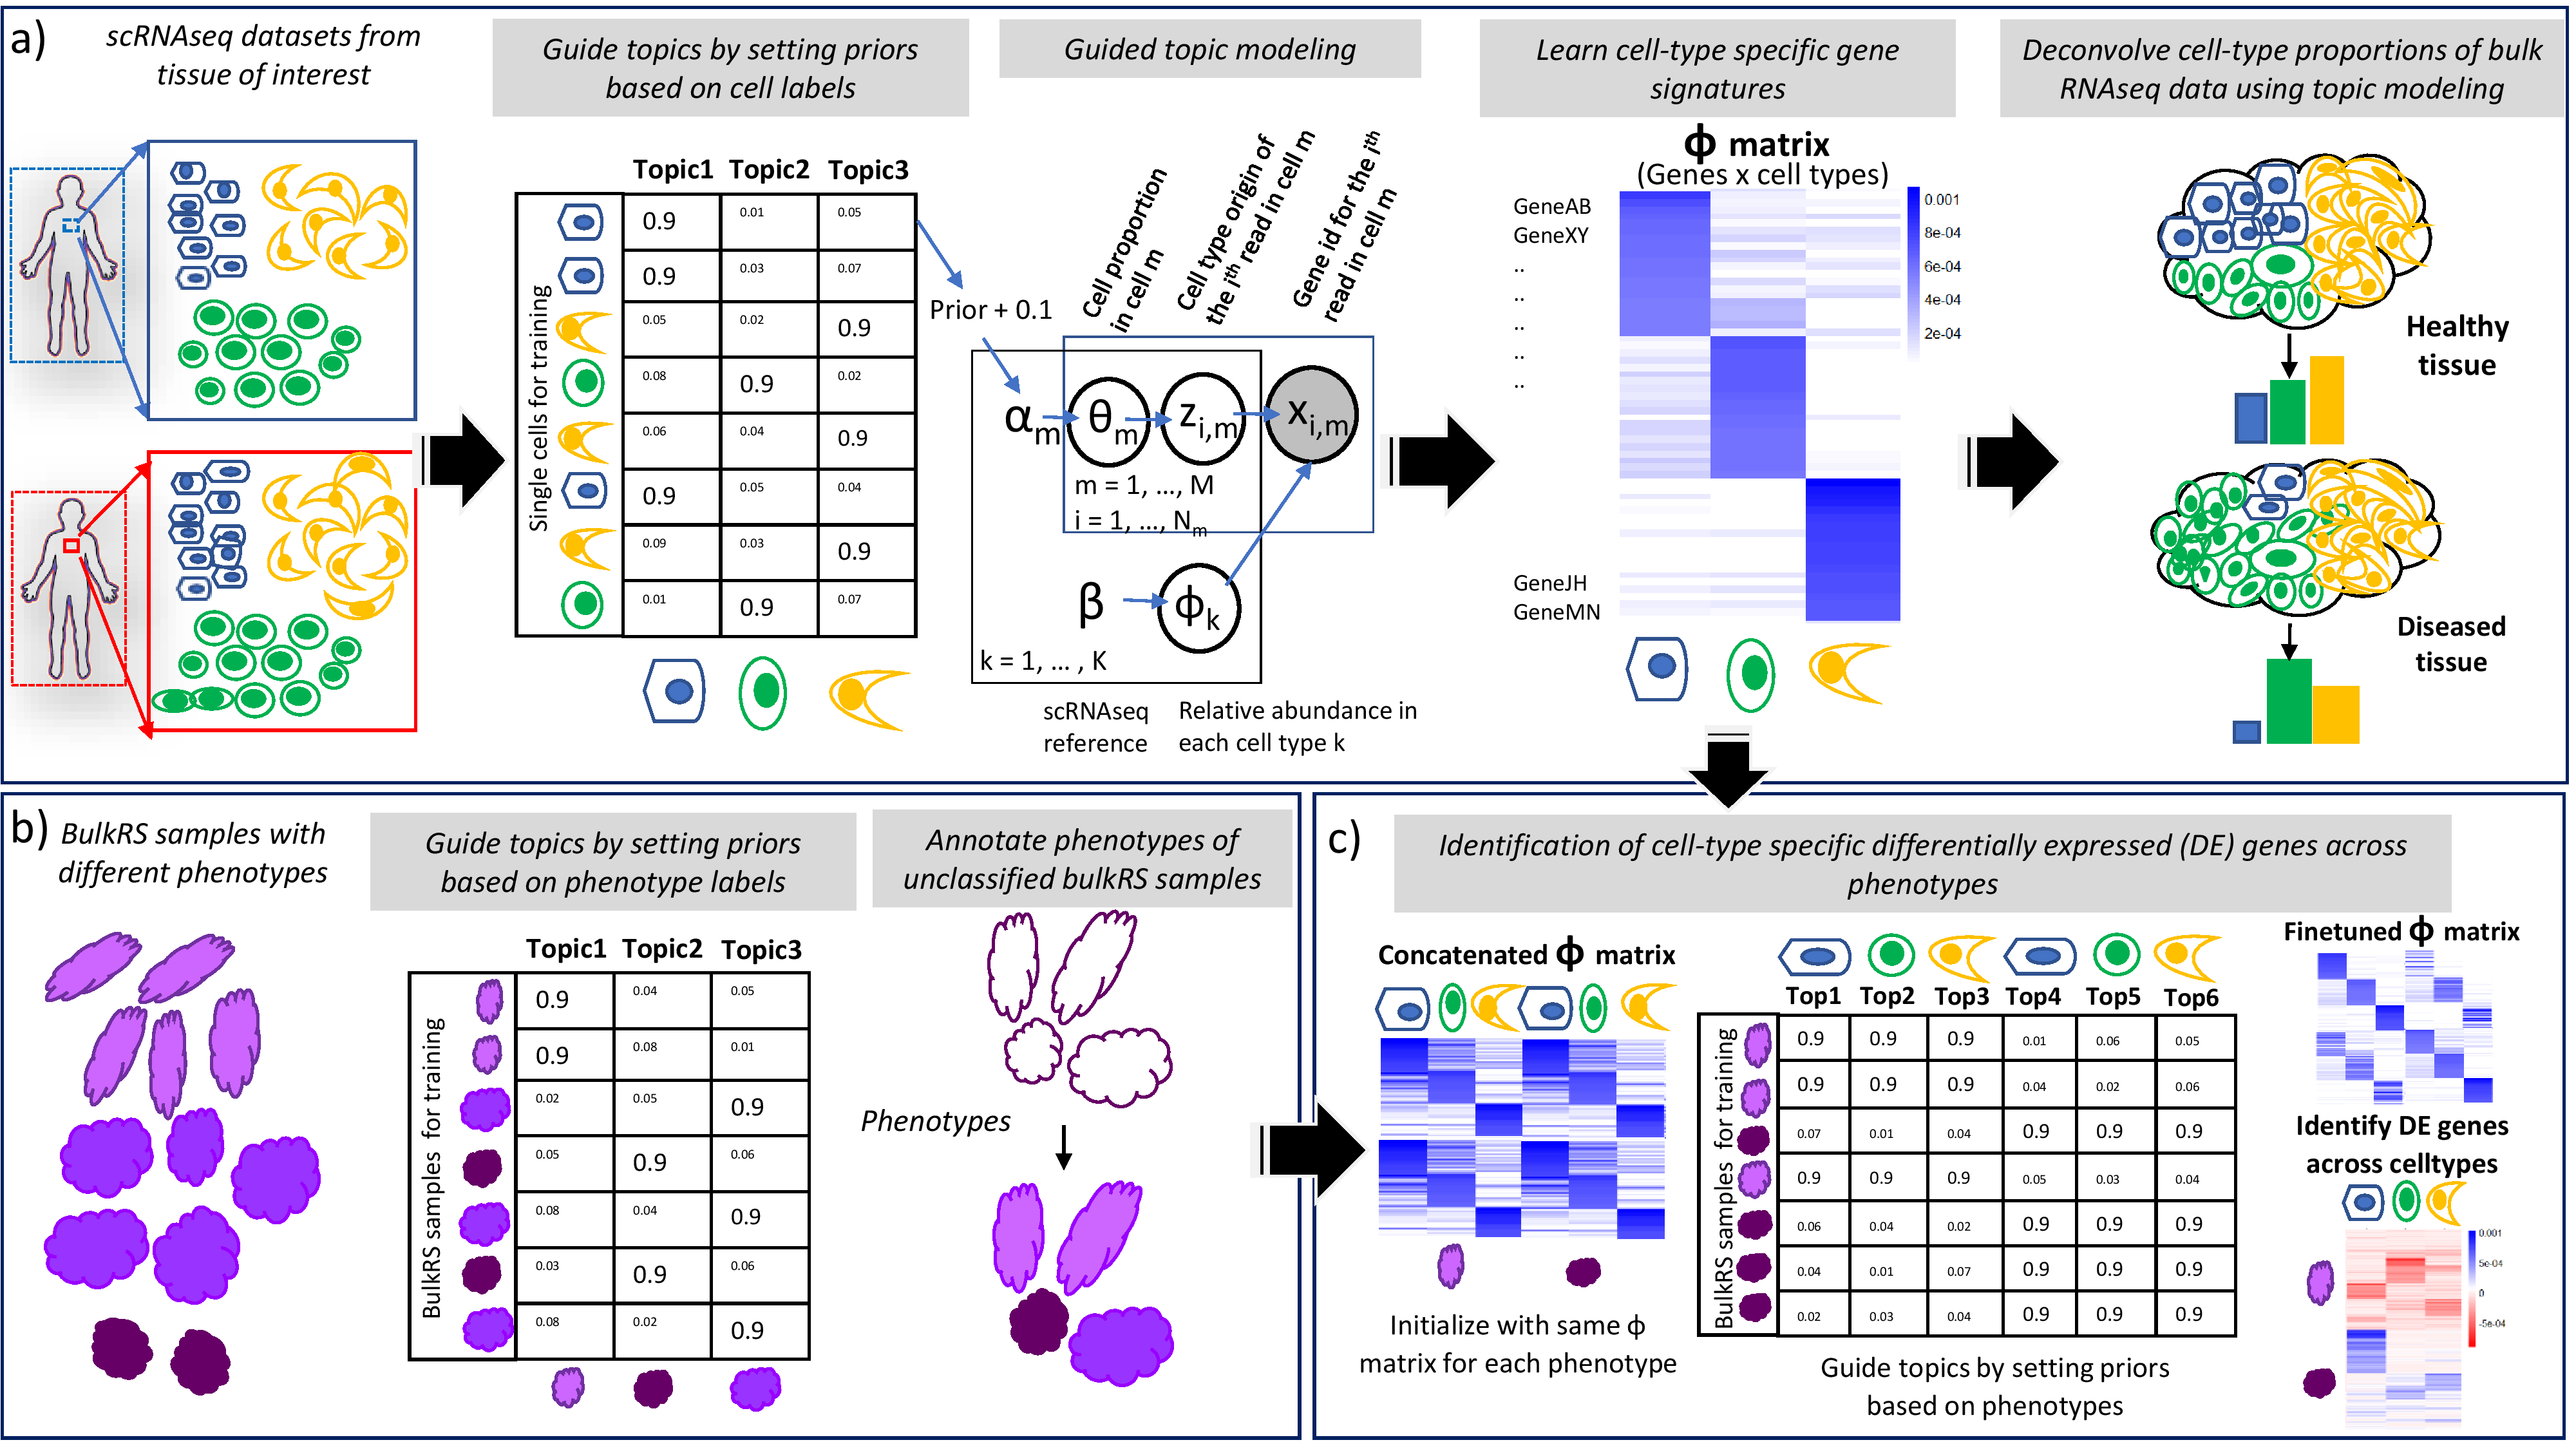 a)
scRNAseq datasets from
tissue of interest
Guide topics by setting priors
based on cell labels
Topic1 Topic2 Topic3
Single cells for training
0.9 0.01 0.05
0.9 0.03 0.07
0.05 0.02 0.9
0.08 0.9 0.02
0.06 0.04 0.9
0.9 0.05 0.04
0.09 0.03 0.9
0.01 0.9 0.07
Guided topic modeling
Cell proportion
in cell m
Cell type origin of
the iᵗʰ read in cell m
Gene id for the iᵗʰ
read in cell m
Prior + 0.1
αₘ θₘ z_i,m x_i,m
m = 1, ..., M
i = 1, ..., Nₘ
β ϕₖ
k = 1, ... , K
scRNAseq
reference
Relative abundance in
each cell type k
Learn cell-type specific gene
signatures
ϕ matrix
(Genes x cell types)
GeneAB
GeneXY
..
..
..
..
..
GeneJH
GeneMN
0.001
8e-04
6e-04
4e-04
2e-04
Deconvolve cell-type proportions of bulk
RNAseq data using topic modeling
Healthy
tissue
Diseased
tissue
b)
BulkRS samples with
different phenotypes
Guide topics by setting priors
based on phenotype labels
Topic1 Topic2 Topic3
BulkRS samples for training
0.9 0.04 0.05
0.9 0.08 0.01
0.02 0.05 0.9
0.05 0.9 0.06
0.08 0.04 0.9
0.03 0.9 0.06
0.08 0.02 0.9
Annotate phenotypes of
unclassified bulkRS samples
Phenotypes
c)
Identification of cell-type specific differentially expressed (DE) genes across
phenotypes
Concatenated ϕ matrix
Initialize with same ϕ
matrix for each phenotype
Top1 Top2 Top3 Top4 Top5 Top6
BulkRS samples for training
0.9 0.9 0.9 0.01 0.06 0.05
0.9 0.9 0.9 0.04 0.02 0.06
0.07 0.01 0.04 0.9 0.9 0.9
0.9 0.9 0.9 0.05 0.03 0.04
0.06 0.04 0.02 0.9 0.9 0.9
0.04 0.01 0.07 0.9 0.9 0.9
0.02 0.03 0.04 0.9 0.9 0.9
Guide topics by setting priors
based on phenotypes
Finetuned ϕ matrix
Identify DE genes
across celltypes
0.001
5e-04
0
-5e-04